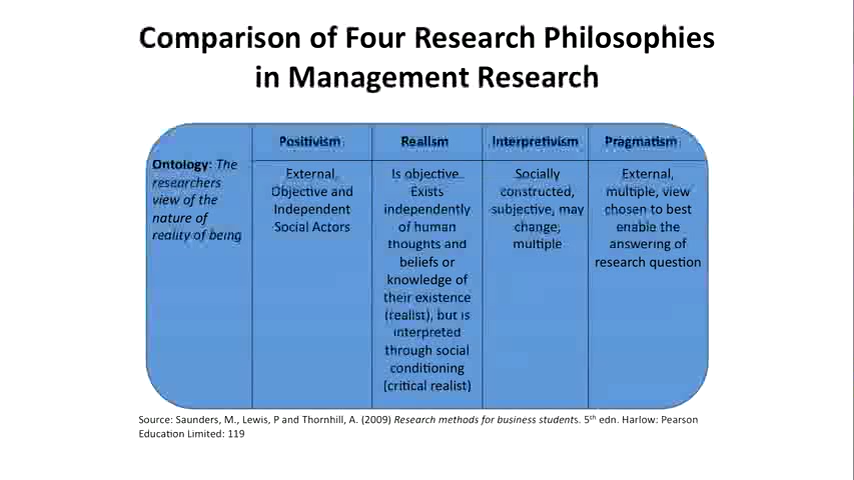 Comparison of Four Research Philosophies
in Management Research
Ontology: The
researchers
view of the
nature of
reality of being
Positivism
External,
Objective and
Independent
Social Actors
Realism
Is objective.
Exists
independently
of human
thoughts and
beliefs or
knowledge of
their existence
(realist), but is
interpreted
through social
conditioning
(critical realist)
Interpretivism
Socially
constructed,
subjective, may
change,
multiple
Pragmatism
External,
multiple, view
chosen to best
enable the
answering of
research question
Source: Saunders, M., Lewis, P and Thornhill, A. (2009) Research methods for business students. 5th edn. Harlow: Pearson
Education Limited: 119